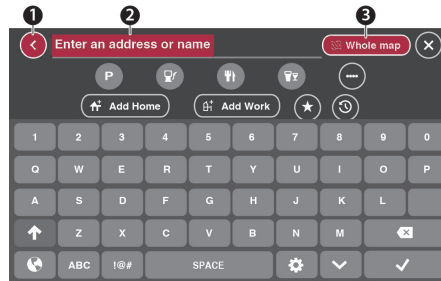 1 2 3
Enter an address or name Whole map
P
Add Home Add Work
1 2 3 4 5 6 7 8 9 0
Q W E R T Y U I O P
A S D F G H J K L
Z X C V B N M
ABC !@# SPACE